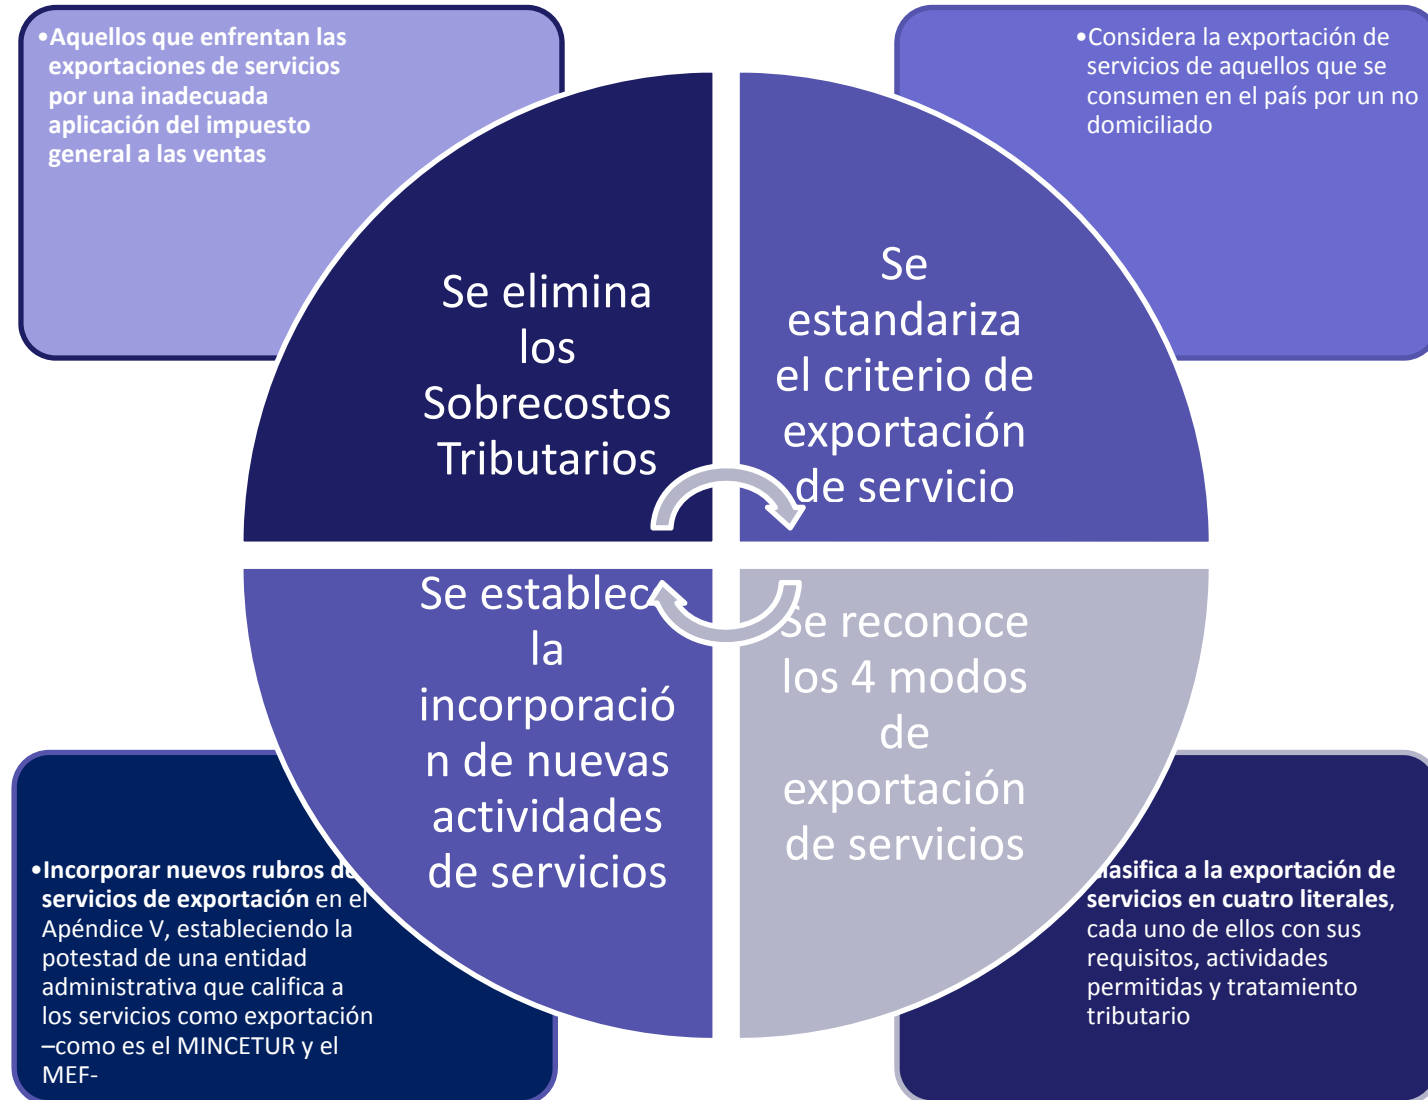 •Aquellos que enfrentan las
exportaciones de servicios
por una inadecuada
aplicación del impuesto
general a las ventas
•Considera la exportación de
servicios de aquellos que se
consumen en el país por un no
domiciliado
Se elimina
los
Sobrecostos
Tributarios
Se
estandariza
el criterio de
exportación
de servicio
Se establec
la
incorporació
n de nuevas
actividades
de servicios
Se reconoce
los 4 modos
de
exportación
de servicios
•Incorporar nuevos rubros de
servicios de exportación en el
Apéndice V, estableciendo la
potestad de una entidad
administrativa que califica a
los servicios como exportación
–como es el MINCETUR y el
MEF-
lasifica a la exportación de
servicios en cuatro literales,
cada uno de ellos con sus
requisitos, actividades
permitidas y tratamiento
tributario